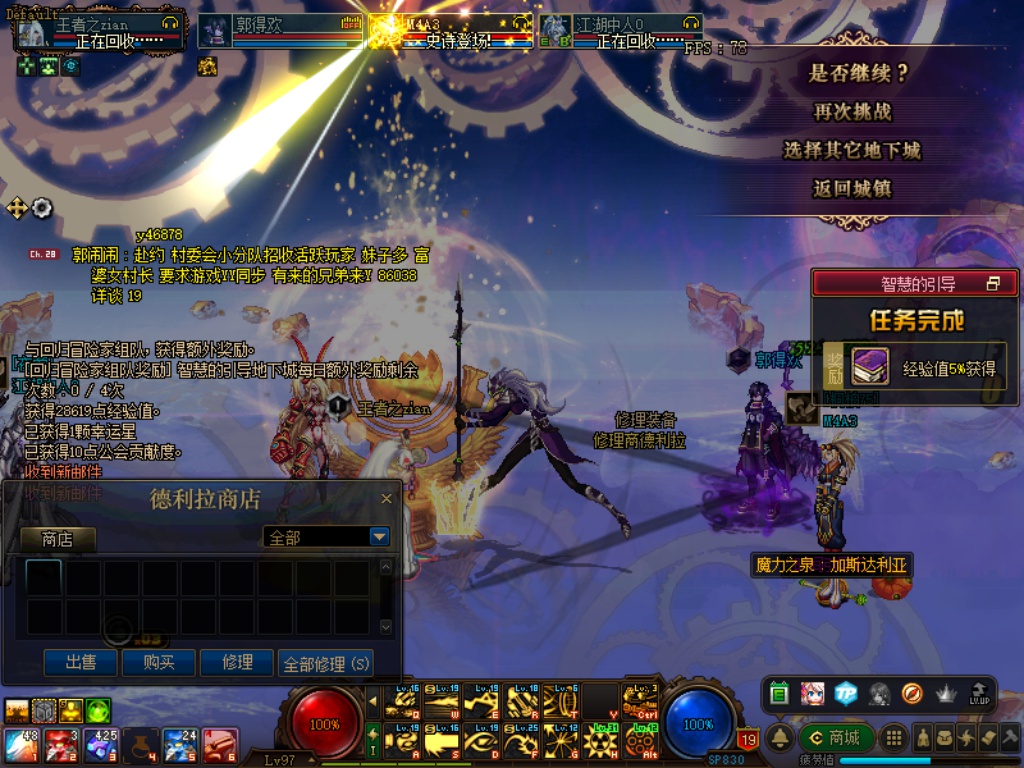 Default
王者之zian
正在回收······
郭得欢
OFF
M4A3
史诗登场!
江湖中人0
正在回收······
FPS : 78
是否继续？
再次挑战
选择其它地下城
返回城镇
y46878
Ch. 28
郭闹闹 : 赴约 村委会小分队招收活跃玩家 妹子多 富
婆女村长 要求游戏YY同步 有来的兄弟来Y 86038
详谈 19
智慧的引导
任务完成
奖励
经验值5%获得
与回归冒险家组队, 获得额外奖励。
[回归冒险家组队奖励] 智慧的引导地下城每日额外奖励剩余
次数 : 0 / 4次
获得28619点经验值。
已获得1颗幸运星
已获得10点公会贡献度。
收到新邮件
收到新邮件
王者之zian
修理装备
修理商德利拉
郭得欢
M4A3
魔力之泉 : 加斯达利亚
德利拉商店
商店
全部
出售
购买
修理
全部修理 (S)
100%
100%
Lv97
SP830
19
TP
LV.UP
商城
疲劳值